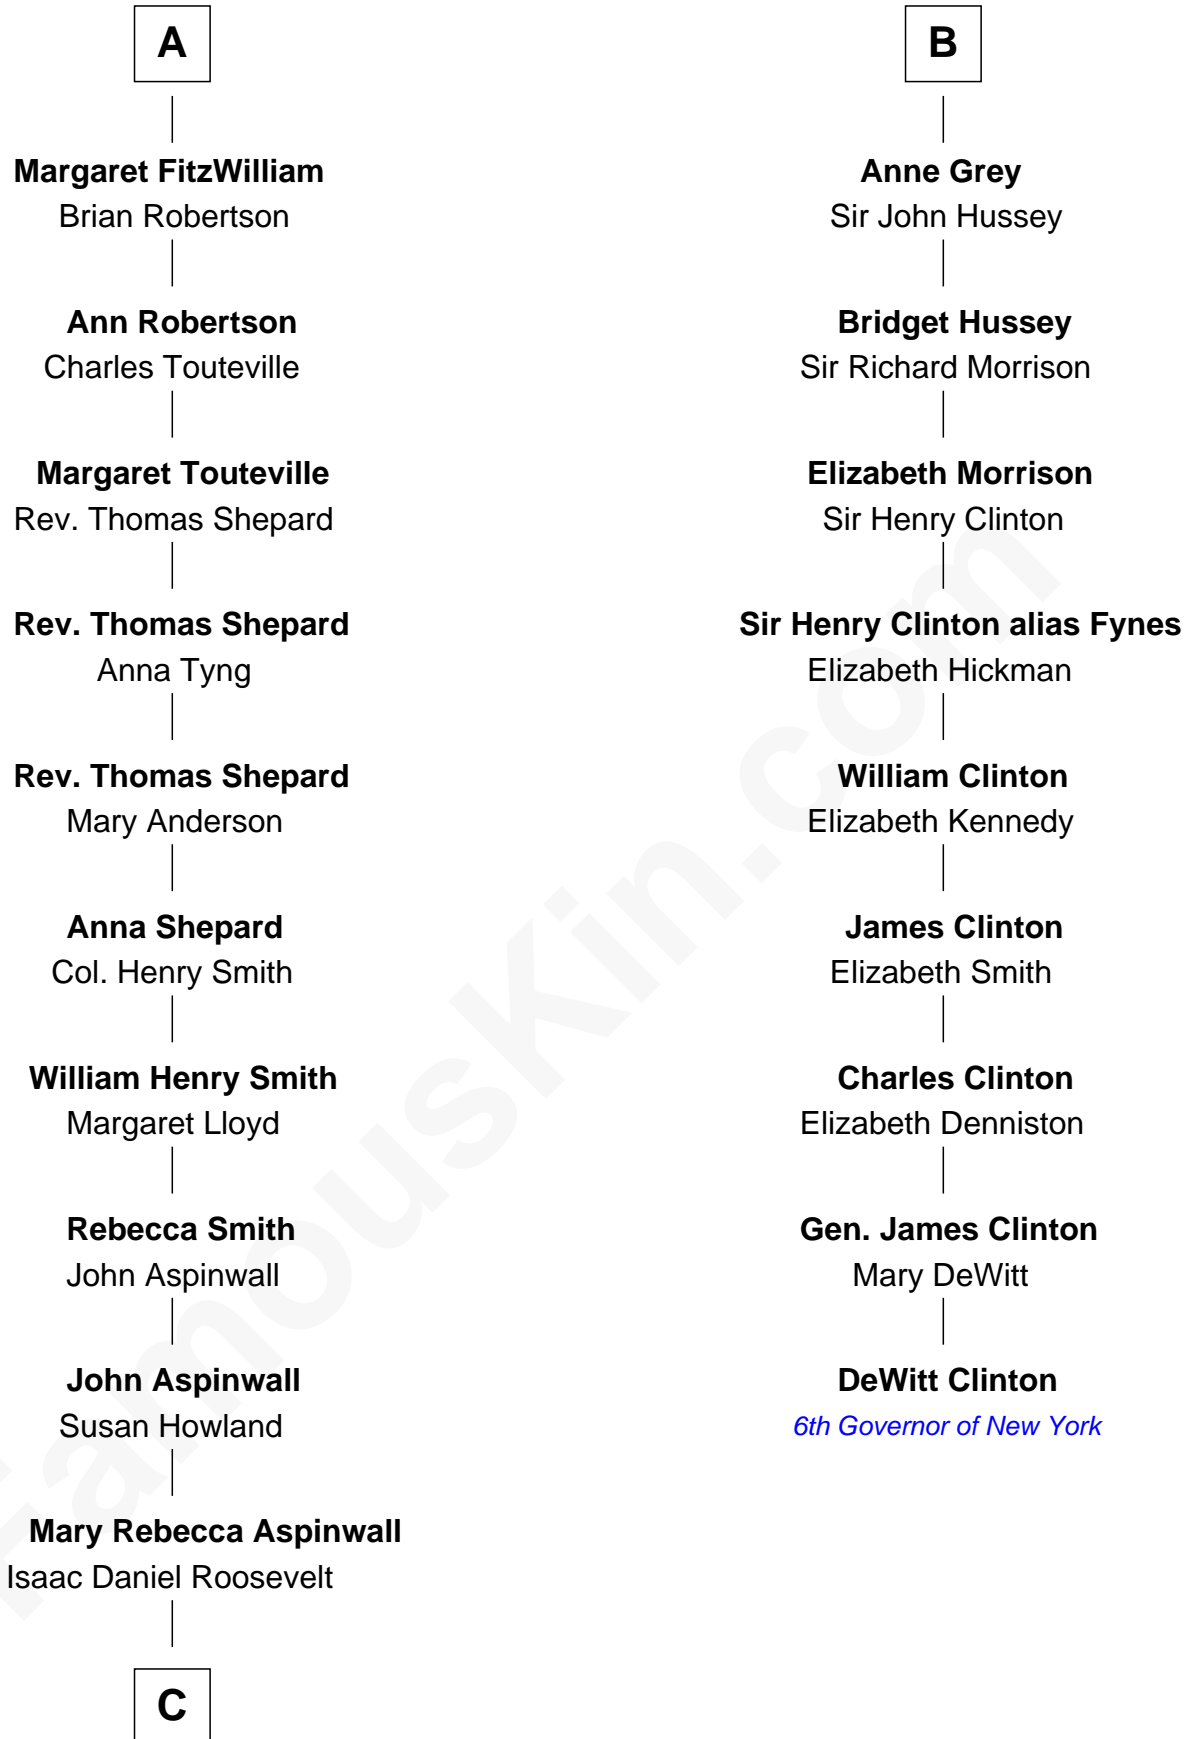 A
Margaret FitzWilliam
Brian Robertson
Ann Robertson
Charles Touteville
Margaret Touteville
Rev. Thomas Shepard
Rev. Thomas Shepard
Anna Tyng
Rev. Thomas Shepard
Mary Anderson
Anna Shepard
Col. Henry Smith
William Henry Smith
Margaret Lloyd
Rebecca Smith
John Aspinwall
John Aspinwall
Susan Howland
Mary Rebecca Aspinwall
Isaac Daniel Roosevelt
C
B
Anne Grey
Sir John Hussey
Bridget Hussey
Sir Richard Morrison
Elizabeth Morrison
Sir Henry Clinton
Sir Henry Clinton alias Fynes
Elizabeth Hickman
William Clinton
Elizabeth Kennedy
James Clinton
Elizabeth Smith
Charles Clinton
Elizabeth Denniston
Gen. James Clinton
Mary DeWitt
DeWitt Clinton
6th Governor of New York
FamousKin.com